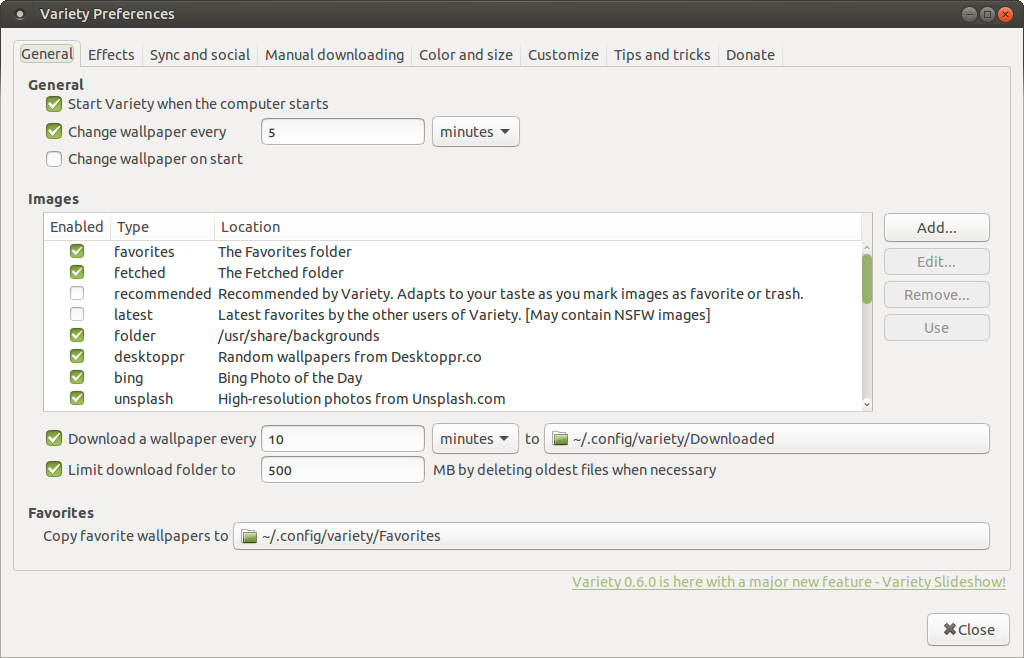 Variety Preferences
General Effects Sync and social Manual downloading Color and size Customize Tips and tricks Donate
General
Start Variety when the computer starts
Change wallpaper every 5 minutes
Change wallpaper on start
Images
Enabled Type Location
favorites The Favorites folder
fetched The Fetched folder
recommended Recommended by Variety. Adapts to your taste as you mark images as favorite or trash.
latest Latest favorites by the other users of Variety. [May contain NSFW images]
folder /usr/share/backgrounds
desktoppr Random wallpapers from Desktoppr.co
bing Bing Photo of the Day
unsplash High-resolution photos from Unsplash.com
Add...
Edit...
Remove...
Use
Download a wallpaper every 10 minutes to ~/.config/variety/Downloaded
Limit download folder to 500 MB by deleting oldest files when necessary
Favorites
Copy favorite wallpapers to ~/.config/variety/Favorites
Variety 0.6.0 is here with a major new feature - Variety Slideshow!
Close